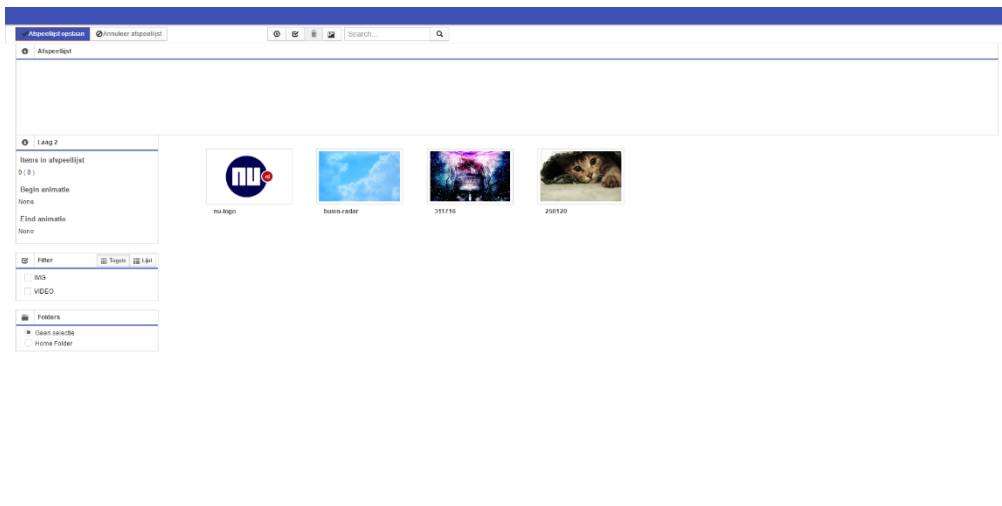 Afspeellijst opslaan
Annuleer afspeellijst
Search...
Afspeellijst
Laag 2
Items in afspeellijst
0 ( 0 )
Begin animatie
None
Eind animatie
None
nu
nl
nu-logo
buien-radar
311716
250120
Filter
Tegels
Lijst
IMG
VIDEO
Folders
Geen selectie
Home Folder